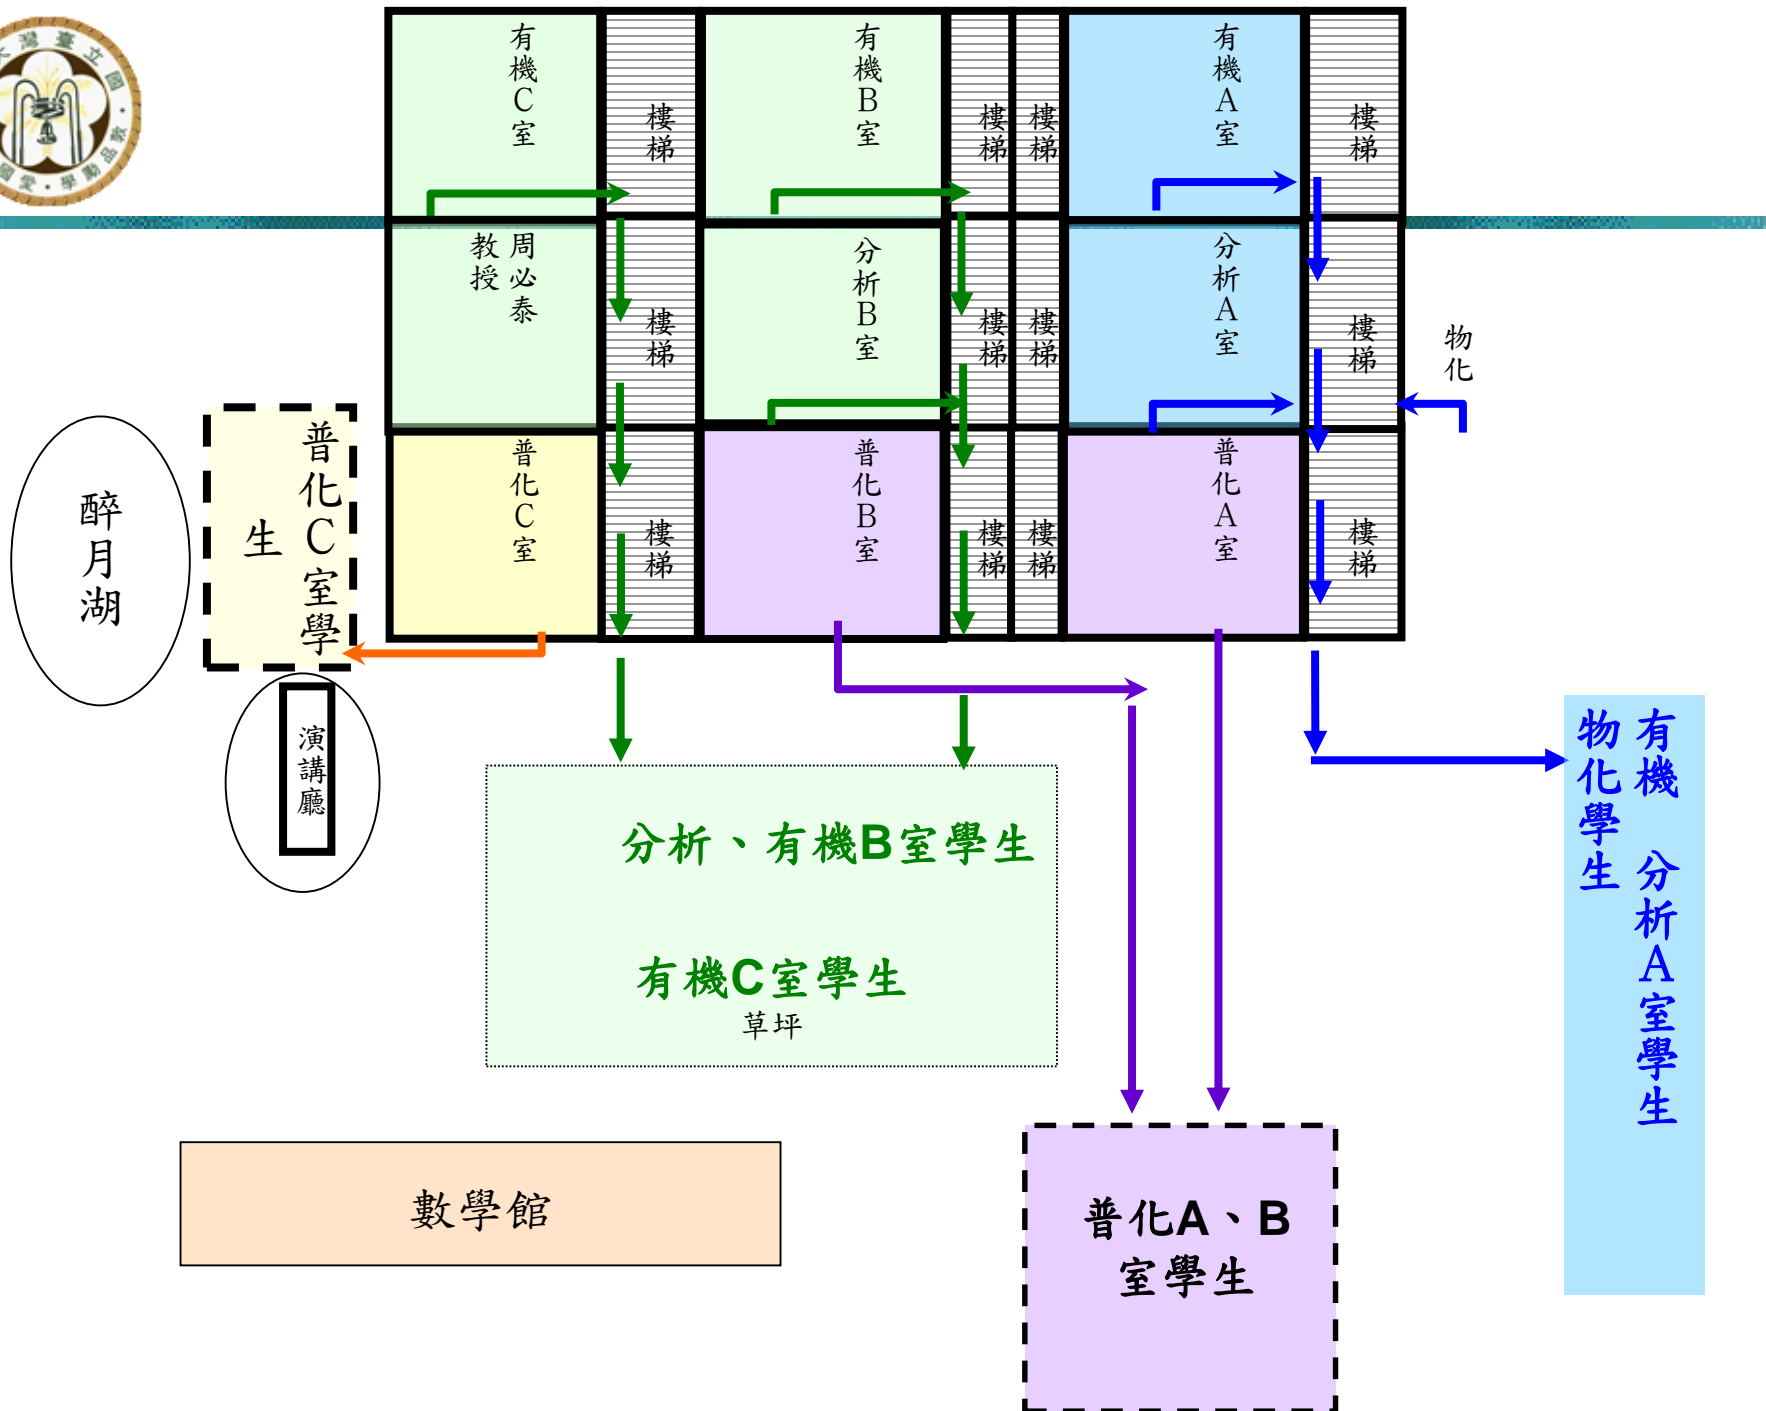 有機C室
樓梯
有機B室
樓梯
樓梯
有機A室
樓梯
周必泰
教授
樓梯
分析B室
樓梯
樓梯
分析A室
樓梯
物化
普化C室
樓梯
普化B室
樓梯
樓梯
普化A室
樓梯
醉月湖
普化C室學
生
演講廳
分析、有機B室學生
有機C室學生
草坪
有機 分析A室學生
物化學生
數學館
普化A、B
室學生